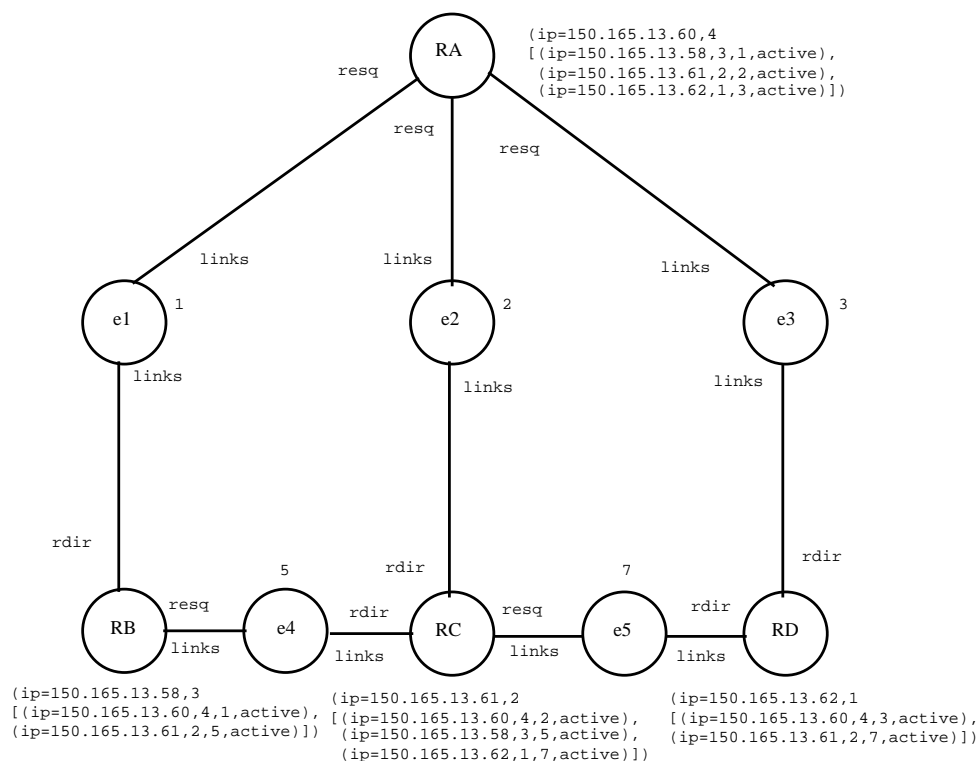 RA
(ip=150.165.13.60,4
[(ip=150.165.13.58,3,1,active),
(ip=150.165.13.61,2,2,active),
(ip=150.165.13.62,1,3,active)])
resq
resq
resq
links
links
links
e1
1
e2
2
e3
3
links
links
links
rdir
rdir
rdir
5
7
RB
resq
links
e4
rdir
links
RC
resq
links
e5
rdir
links
RD
(ip=150.165.13.58,3
[(ip=150.165.13.60,4,1,active),
(ip=150.165.13.61,2,5,active)])
(ip=150.165.13.61,2
[(ip=150.165.13.60,4,2,active),
(ip=150.165.13.58,3,5,active),
(ip=150.165.13.62,1,7,active)])
(ip=150.165.13.62,1
[(ip=150.165.13.60,4,3,active),
(ip=150.165.13.61,2,7,active)])